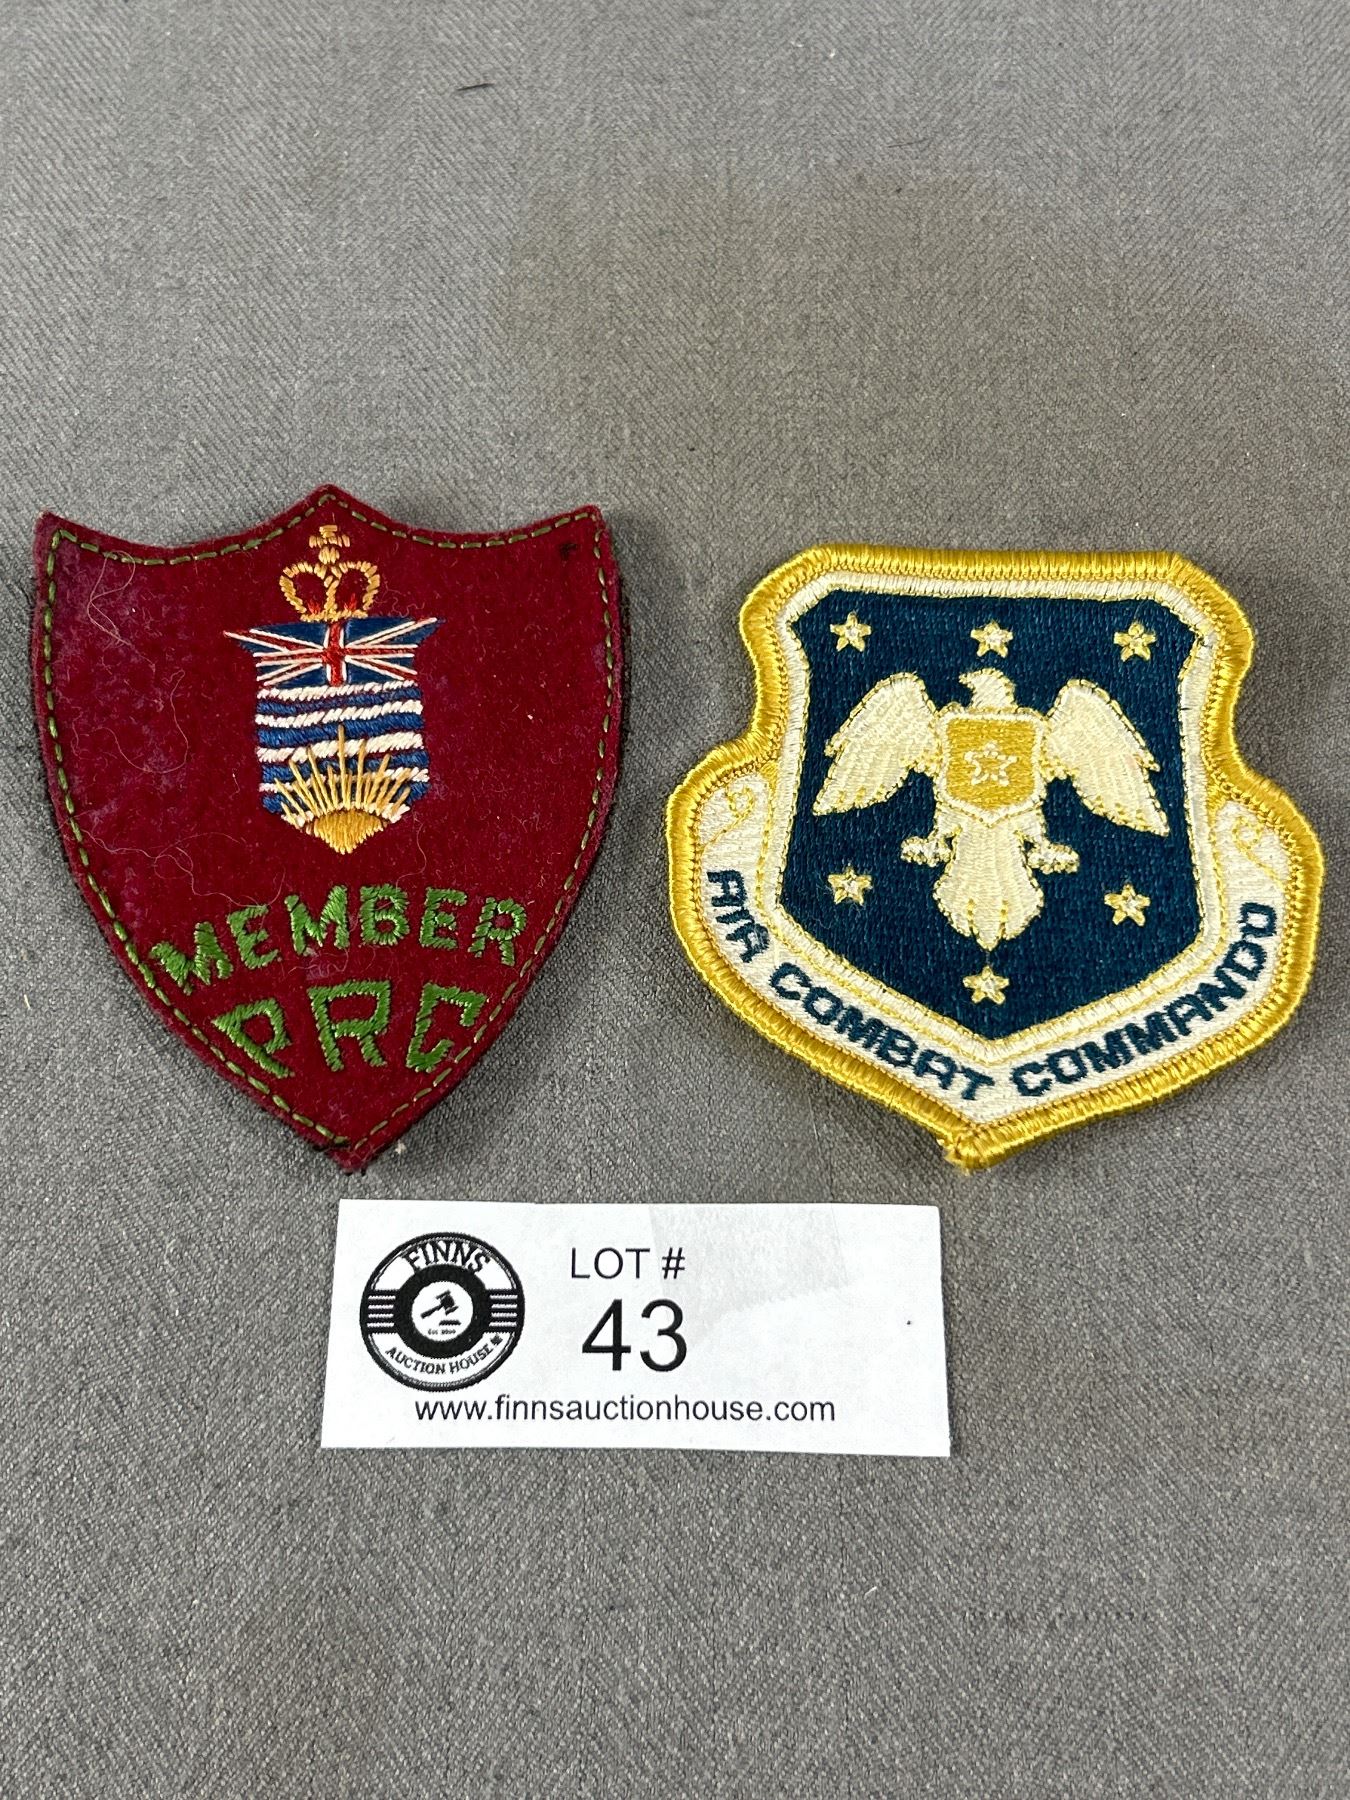 MEMBER
PRC
AIR COMBAT COMMANDO
FINNS
AUCTION HOUSE
LOT #
43
www.finnsauctionhouse.com